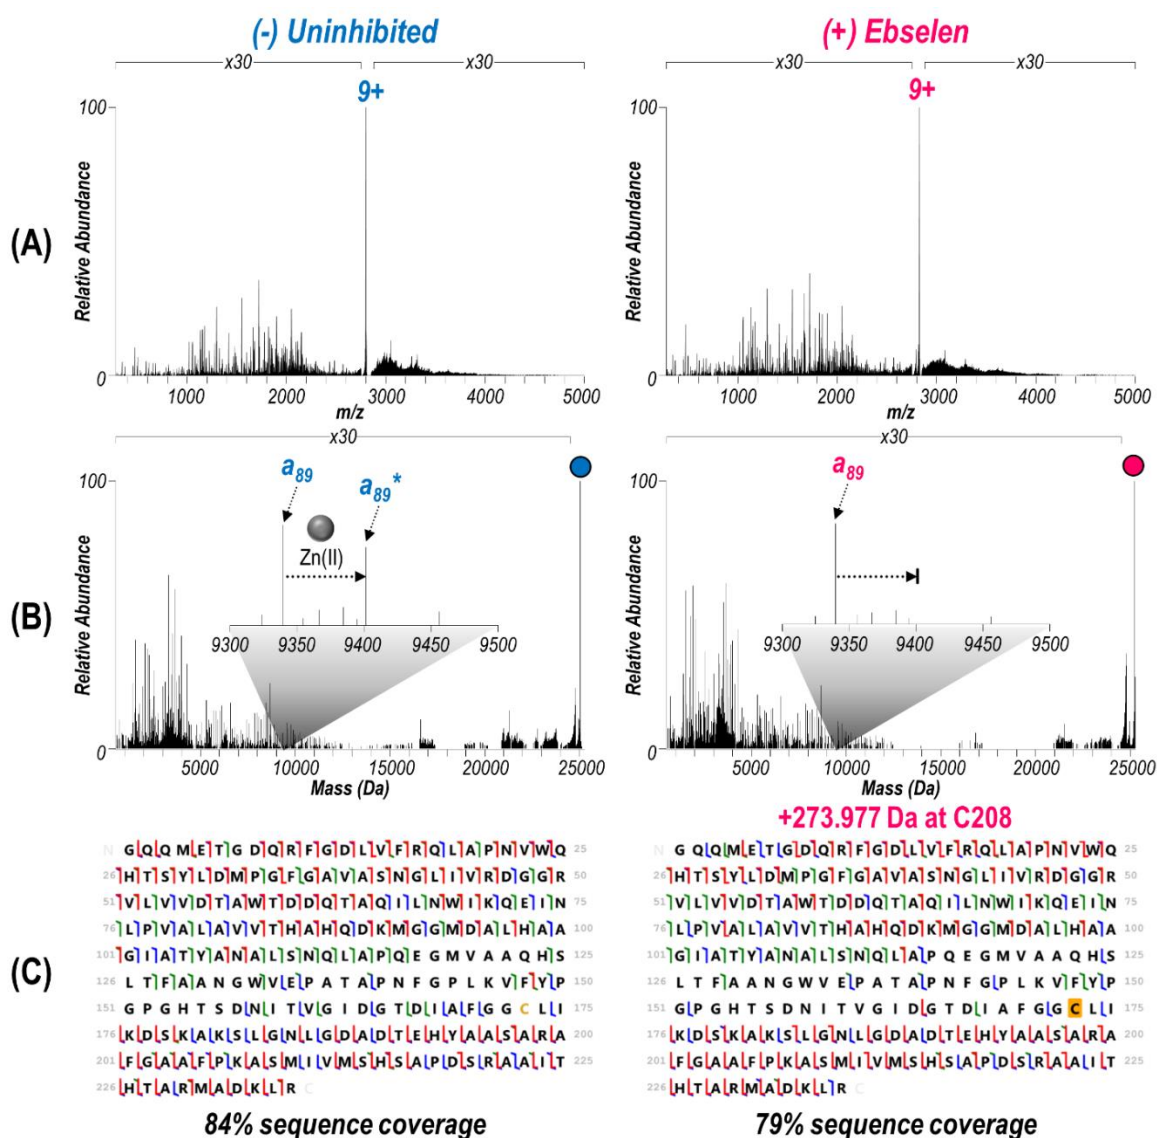 (-) Uninhibited
(+) Ebselen
x30
x30
x30
x30
9+
9+
(A)
100
0
Relative Abundance
1000
2000
3000
4000
5000
m/z
100
0
Relative Abundance
1000
2000
3000
4000
5000
m/z
(B)
x30
100
0
Relative Abundance
a89
a89*
Zn(II)
9300
9350
9400
9450
9500
5000
10000
15000
20000
25000
Mass (Da)
x30
100
0
Relative Abundance
a89
9300
9350
9400
9450
9500
5000
10000
15000
20000
25000
Mass (Da)
(C)
N G Q Q M E T G D Q R F G D L V F R Q L A P N V W Q 25
26 H T S Y L D M P G F G A V A S N G L I V R D G G R 50
51 V L V V D T A W T D D Q T A Q I L N W I K Q E I N 75
76 L P V A L A V V T H A H Q D K M G G M D A L H A A 100
101 G I A T Y A N A L S N Q L A P Q E G M V A A Q H S 125
126 L T F A A N G W V E P A T A P N F G P L K V F Y P 150
151 G P G H T S D N I T V G I D G T D I A F G G C L I 175
176 K D S K A K S L G N L G D A D T E H Y A A S A R A 200
201 F G A A F P K A S M I V M S H S A P D S R A A I T 225
226 H T A R M A D K L R C
84% sequence coverage
+273.977 Da at C208
N G Q Q M E T G D Q R F G D L V F R Q L A P N V W Q 25
26 H T S Y L D M P G F G A V A S N G L I V R D G G R 50
51 V L V V D T A W T D D Q T A Q I L N W I K Q E I N 75
76 L P V A L A V V T H A H Q D K M G G M D A L H A A 100
101 G I A T Y A N A L S N Q L A P Q E G M V A A Q H S 125
126 L T F A A N G W V E P A T A P N F G P L K V F Y P 150
151 G P G H T S D N I T V G I D G T D I A F G G C L I 175
176 K D S K A K S L G N L G D A D T E H Y A A S A R A 200
201 F G A A F P K A S M I V M S H S A P D S R A A I T 225
226 H T A R M A D K L R C
79% sequence coverage